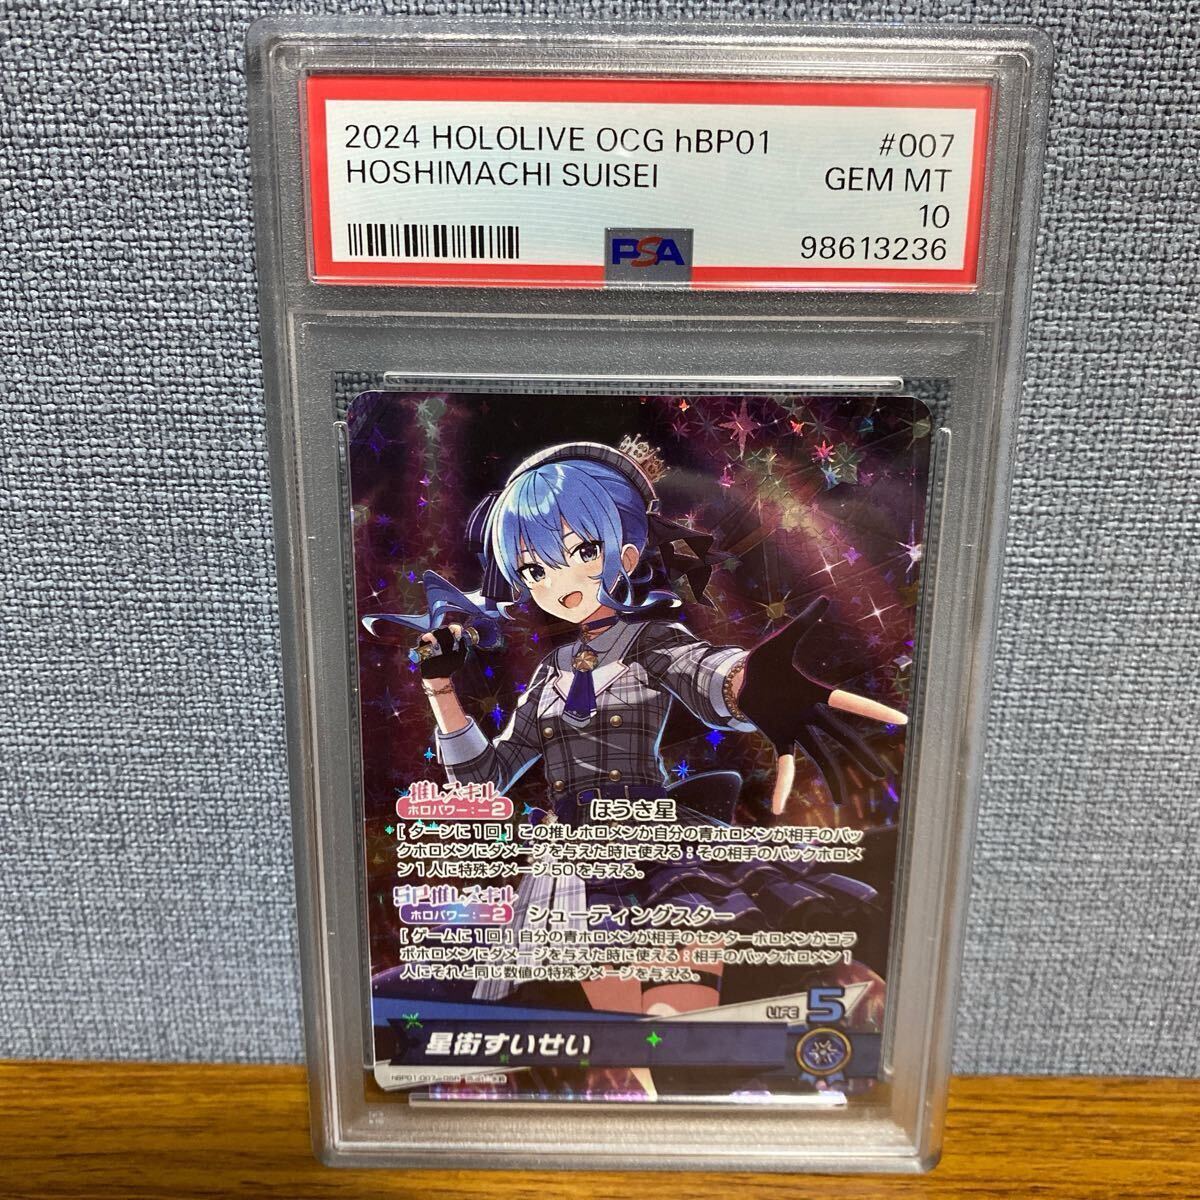 2024 HOLOLIVE OCG hBP01 #007
HOSHIMACHI SUISEI GEM MT
10
PSA 98613236
推しスキル
ホロパワー：－2 ほうき星
[ターンに1回]この推しホロメンか自分の青ホロメンが相手のバッ
クホロメンにダメージを与えた時に使える：その相手のバックホロメ
ン1人に特殊ダメージ50を与える。
SP推しスキル
ホロパワー：－2 シューティングスター
[ゲームに1回]自分の青ホロメンが相手のセンターホロメンかコラ
ボホロメンにダメージを与えた時に使える：相手のバックホロメン1
人にそれと同じ数値の特殊ダメージを与える。
LIFE 5
星街すいせい
hBP01-007